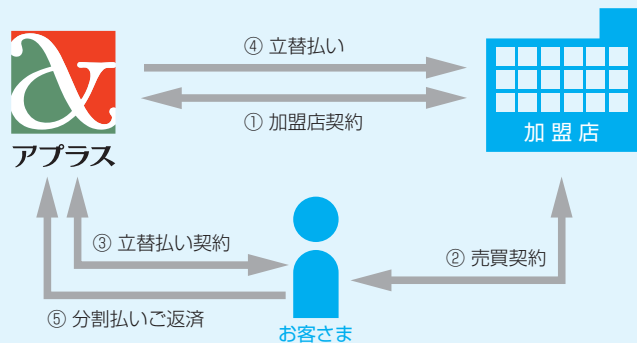 ④ 立替払い
① 加盟店契約
&
アプラス
加盟店
③ 立替払い契約
② 売買契約
⑤ 分割払いご返済
お客さま